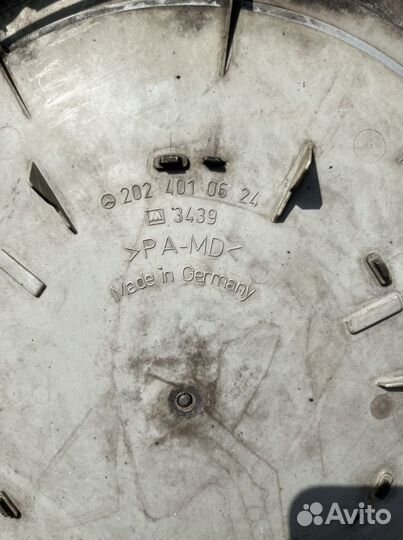 202 401 06 24
3439
>PA-MD<
Made in Germany
Avito